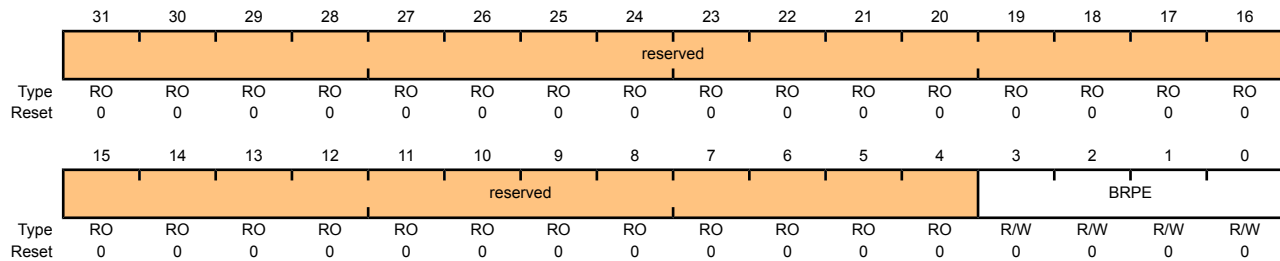 31 30 29 28 27 26 25 24 23 22 21 20 19 18 17 16
reserved
Type RO RO RO RO RO RO RO RO RO RO RO RO RO RO RO RO
Reset 0 0 0 0 0 0 0 0 0 0 0 0 0 0 0 0
15 14 13 12 11 10 9 8 7 6 5 4 3 2 1 0
reserved BRPE
Type RO RO RO RO RO RO RO RO RO RO RO RO R/W R/W R/W R/W
Reset 0 0 0 0 0 0 0 0 0 0 0 0 0 0 0 0